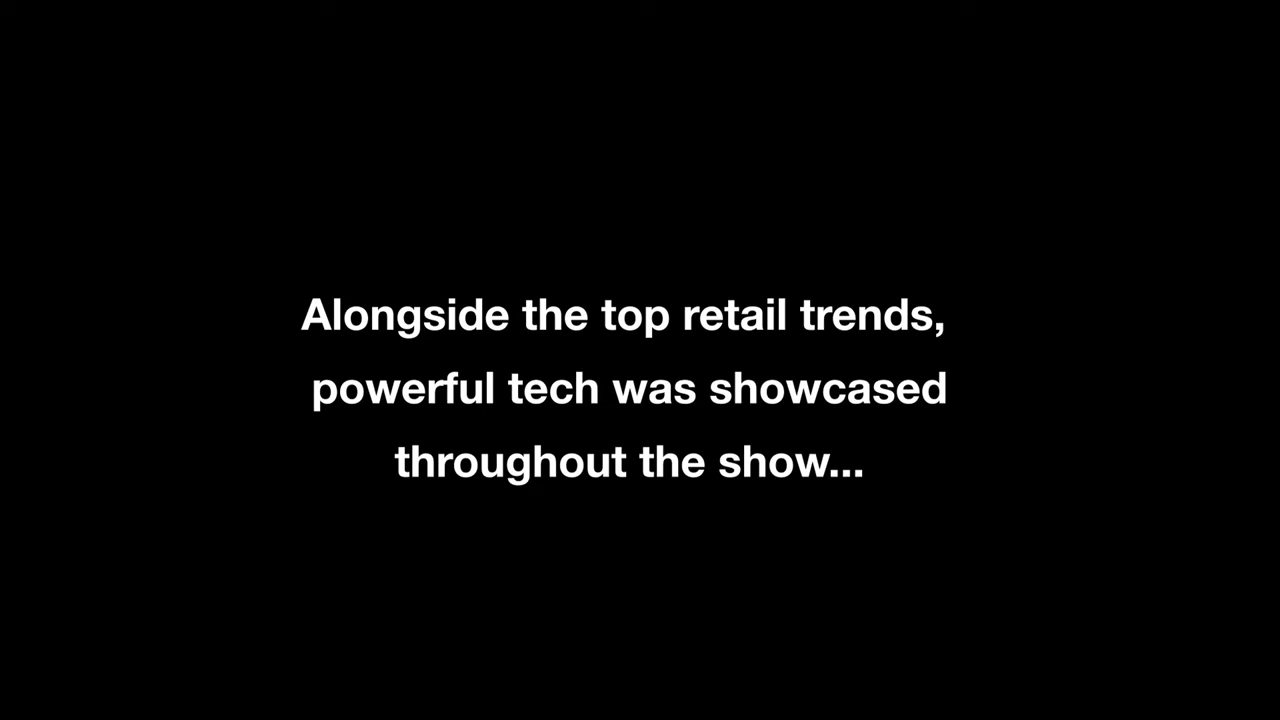 Alongside the top retail trends,
powerful tech was showcased
throughout the show...